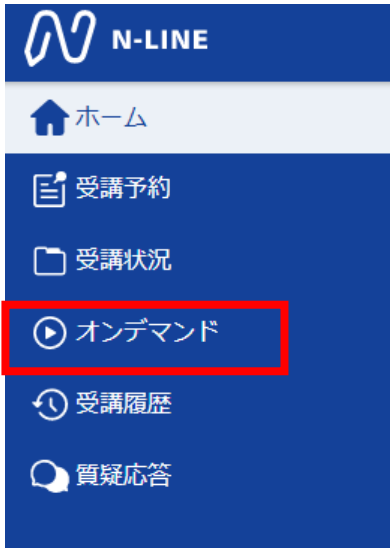 N-LINE
ホーム
受講予約
受講状況
オンデマンド
受講履歴
質疑応答